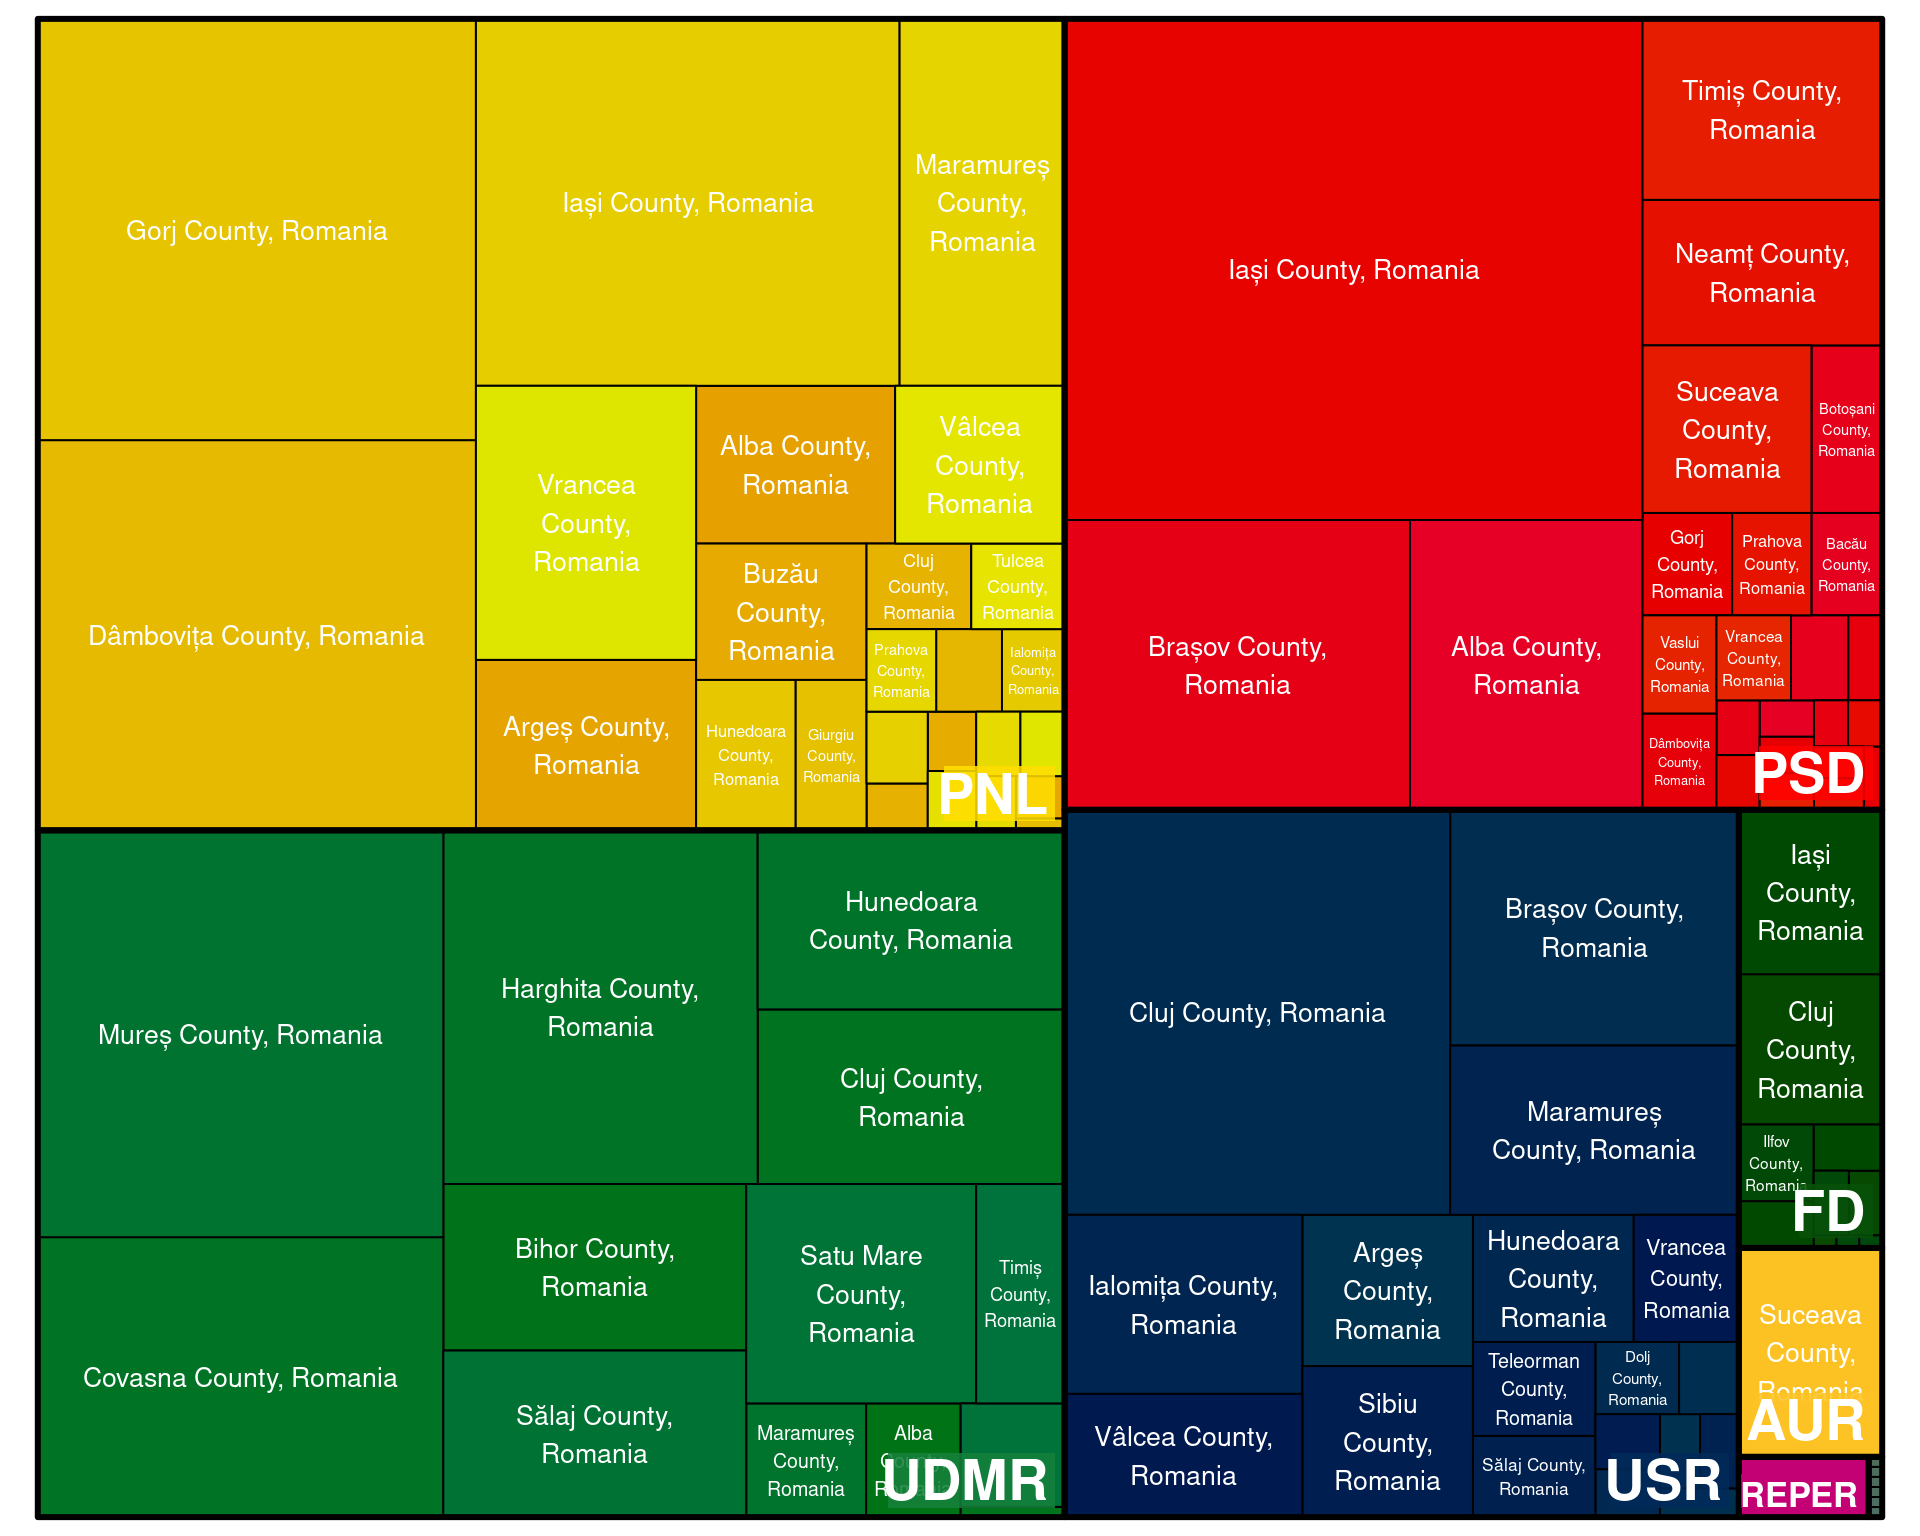 Gorj County, Romania
Iași County, Romania
Maramureș
County,
Romania
Dâmbovița County, Romania
Vrancea
County,
Romania
Alba County,
Romania
Vâlcea
County,
Romania
Argeș County,
Romania
Buzău
County,
Romania
Cluj
County,
Romania
Tulcea
County,
Romania
Prahova
County,
Romania
Ialomița
County,
Romania
Hunedoara
County,
Romania
Giurgiu
County,
Romania
PNL
Iași County, Romania
Timiș County,
Romania
Neamț County,
Romania
Suceava
County,
Romania
Botoșani
County,
Romania
Brașov County,
Romania
Alba County,
Romania
Gorj
County,
Romania
Prahova
County,
Romania
Bacău
County,
Romania
Vaslui
County,
Romania
Vrancea
County,
Romania
Dâmbovița
County,
Romania
PSD
Mureș County, Romania
Harghita County,
Romania
Hunedoara
County, Romania
Cluj County,
Romania
Covasna County, Romania
Bihor County,
Romania
Satu Mare
County,
Romania
Timiș
County,
Romania
Sălaj County,
Romania
Maramureș
County,
Romania
Alba
County,
Romania
UDMR
Cluj County, Romania
Brașov County,
Romania
Maramureș
County, Romania
Ialomița County,
Romania
Argeș
County,
Romania
Hunedoara
County,
Romania
Vrancea
County,
Romania
Vâlcea County,
Romania
Sibiu
County,
Romania
Teleorman
County,
Romania
Dolj
County,
Romania
Sălaj County,
Romania
USR
Iași
County,
Romania
Cluj
County,
Romania
Ilfov
County,
Romania
FD
Suceava
County,
Romania
AUR
REPER